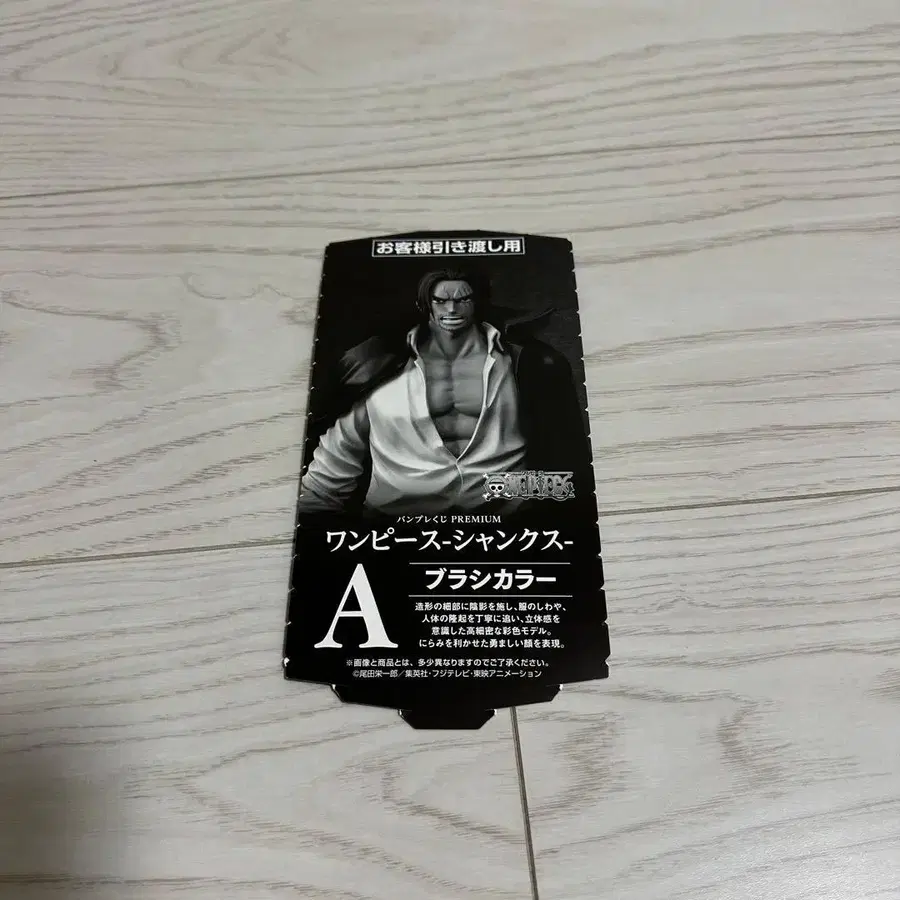 お客様引き渡し用
ONE PIECE
バンプレくじ PREMIUM
ワンピース-シャンクス-
A
ブラシカラー
造形の細部に陰影を施し、服のしわや、
人体の隆起を丁寧に追い、立体感を
意識した高細密な彩色モデル。
にらみを利かせた勇ましい顔を表現。
※画像と商品とは、多少異なりますのでご了承ください。
©尾田栄一郎/集英社・フジテレビ・東映アニメーション